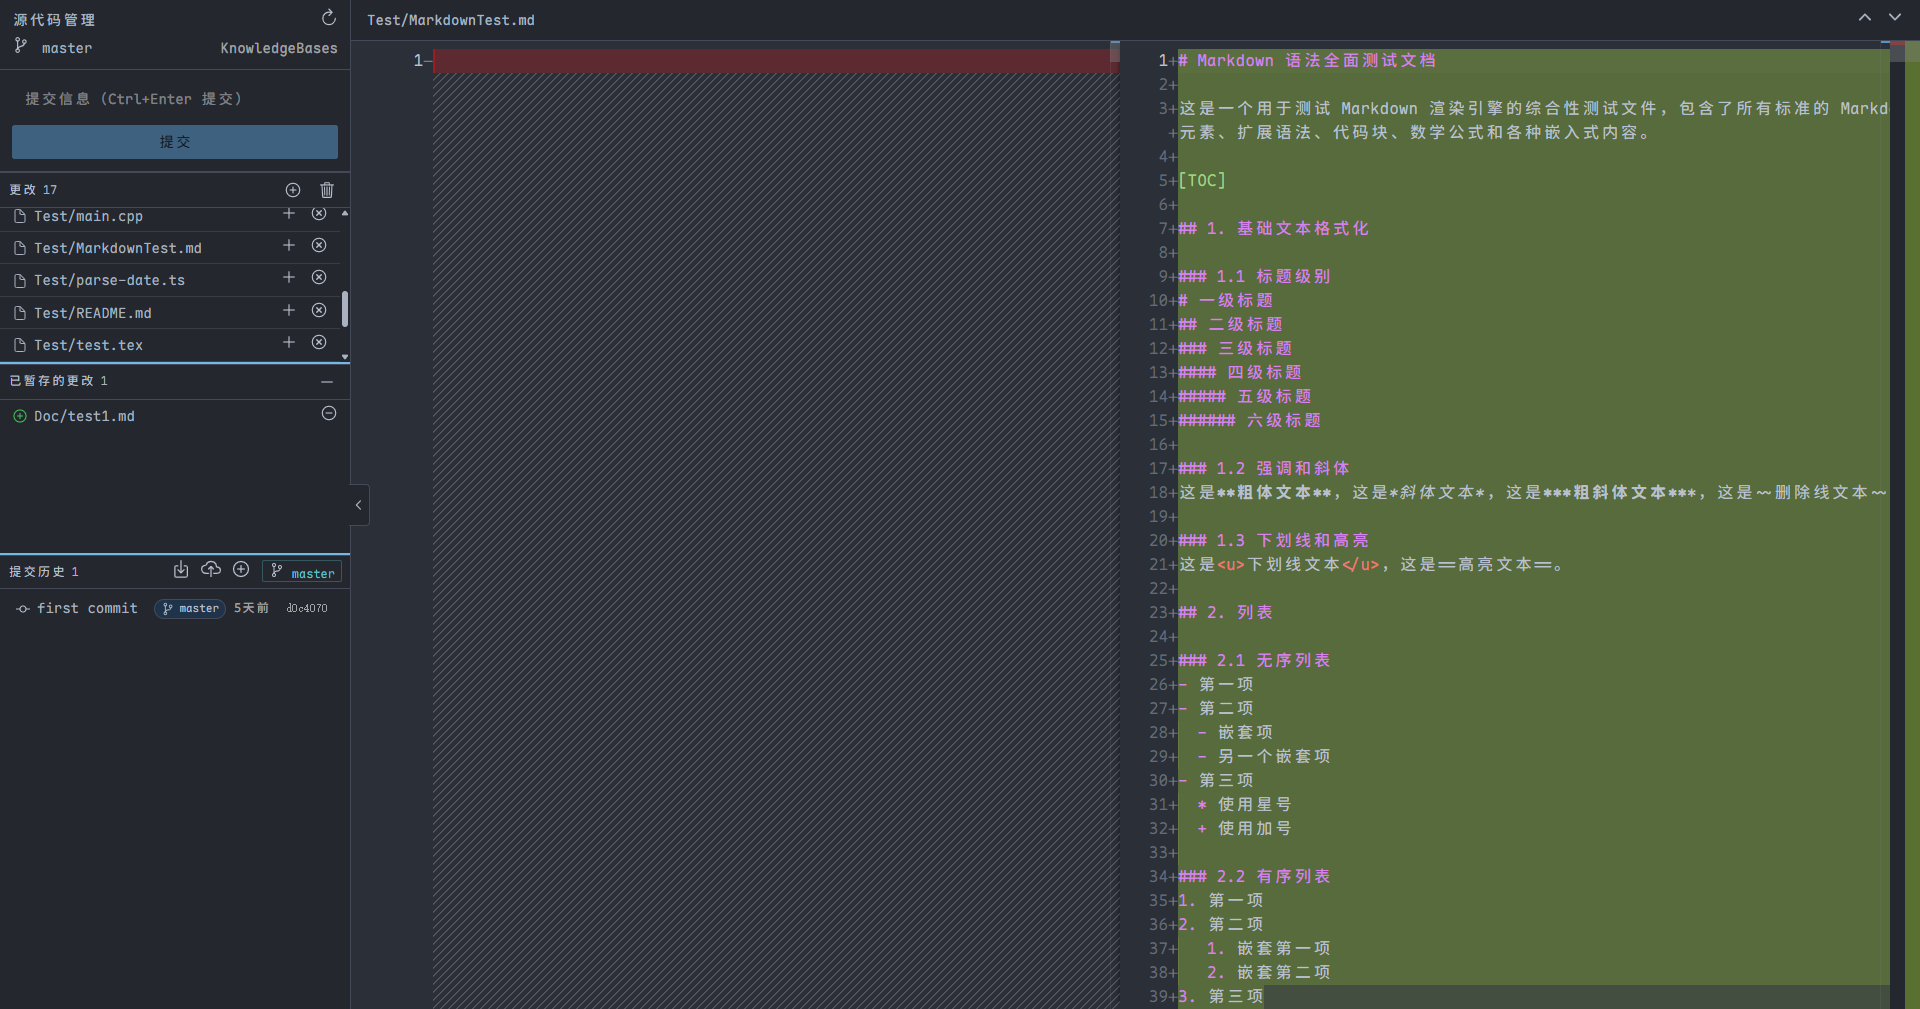 源代码管理
master KnowledgeBases
提交信息 (Ctrl+Enter 提交)
提交
更改 17
Test/main.cpp
Test/MarkdownTest.md
Test/parse-date.ts
Test/README.md
Test/test.tex
已暂存的更改 1
Doc/test1.md
提交历史 1 master
first commit master 5天前 d0c4070
Test/MarkdownTest.md
1-
1+# Markdown 语法全面测试文档
2+
3+这是一个用于测试 Markdown 渲染引擎的综合性测试文件，包含了所有标准的 Markd
+元素、扩展语法、代码块、数学公式和各种嵌入式内容。
4+
5+[TOC]
6+
7+## 1. 基础文本格式化
8+
9+### 1.1 标题级别
10+# 一级标题
11+## 二级标题
12+### 三级标题
13+#### 四级标题
14+##### 五级标题
15+###### 六级标题
16+
17+### 1.2 强调和斜体
18+这是**粗体文本**，这是*斜体文本*，这是***粗斜体文本***，这是~~删除线文本~~
19+
20+### 1.3 下划线和高亮
21+这是<u>下划线文本</u>，这是==高亮文本==。
22+
23+## 2. 列表
24+
25+### 2.1 无序列表
26+- 第一项
27+- 第二项
28+  - 嵌套项
29+  - 另一个嵌套项
30+- 第三项
31+  * 使用星号
32+  + 使用加号
33+
34+### 2.2 有序列表
35+1. 第一项
36+2. 第二项
37+   1. 嵌套第一项
38+   2. 嵌套第二项
39+3. 第三项